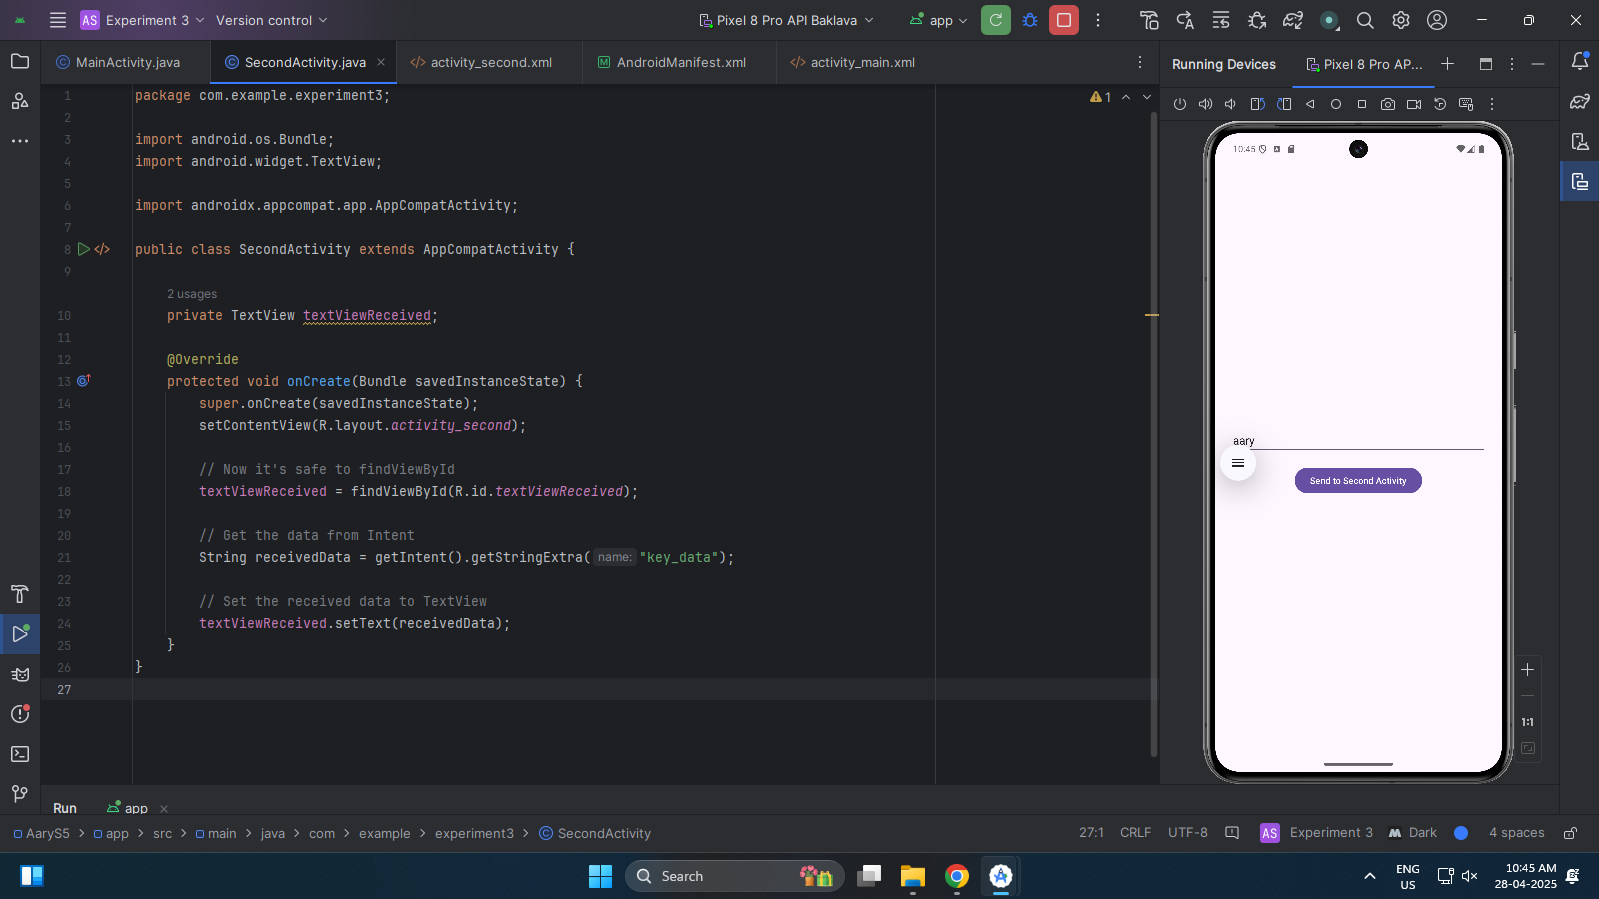 AS Experiment 3 Version control Pixel 8 Pro API Baklava app
MainActivity.java SecondActivity.java </> activity_second.xml M AndroidManifest.xml </> activity_main.xml
1 package com.example.experiment3;
1
2
3 import android.os.Bundle;
4 import android.widget.TextView;
5
6 import androidx.appcompat.app.AppCompatActivity;
7
8 </> public class SecondActivity extends AppCompatActivity {
9
2 usages
10 private TextView textViewReceived;
11
12 @Override
13 protected void onCreate(Bundle savedInstanceState) {
14 super.onCreate(savedInstanceState);
15 setContentView(R.layout.activity_second);
16
17 // Now it's safe to findViewById
18 textViewReceived = findViewById(R.id.textViewReceived);
19
20 // Get the data from Intent
21 String receivedData = getIntent().getStringExtra( name: "key_data");
22
23 // Set the received data to TextView
24 textViewReceived.setText(receivedData);
25 }
26 }
27
Running Devices Pixel 8 Pro AP...
10:45
aary
Send to Second Activity
1:1
Run app
AaryS5 > app > src > main > java > com > example > experiment3 > SecondActivity
27:1 CRLF UTF-8 AS Experiment 3 Dark 4 spaces
Search
ENG
US
10:45 AM
28-04-2025